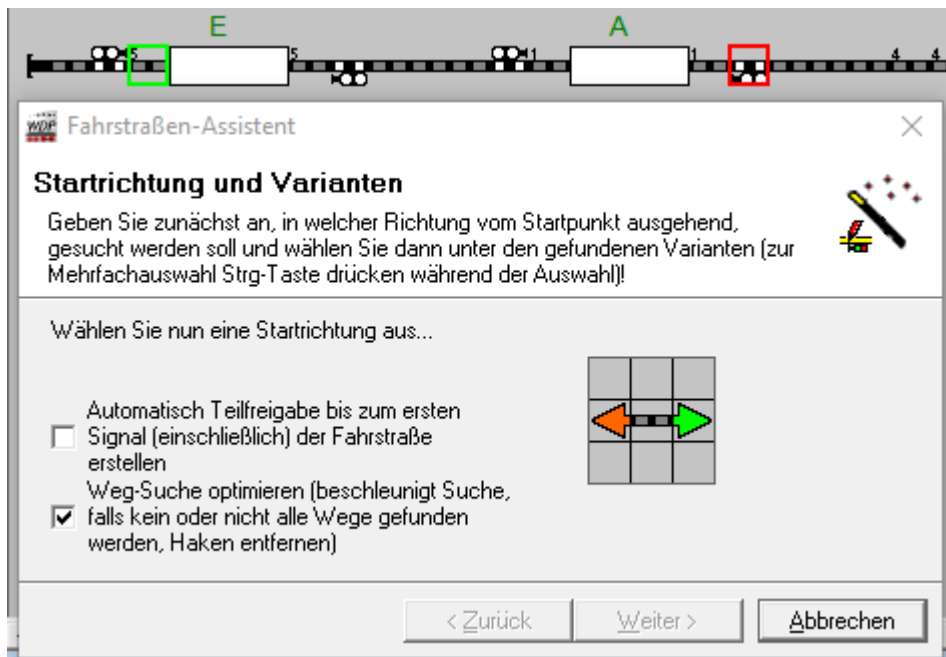 E A
5 5 1 1 4 4
WDP Fahrstraßen-Assistent
Startrichtung und Varianten
Geben Sie zunächst an, in welcher Richtung vom Startpunkt ausgehend,
gesucht werden soll und wählen Sie dann unter den gefundenen Varianten (zur
Mehrfachauswahl Strg-Taste drücken während der Auswahl)!
Wählen Sie nun eine Startrichtung aus...
Automatisch Teilfreigabe bis zum ersten
Signal (einschließlich) der Fahrstraße
erstellen
Weg-Suche optimieren (beschleunigt Suche,
falls kein oder nicht alle Wege gefunden
werden, Haken entfernen)
< Zurück Weiter > Abbrechen